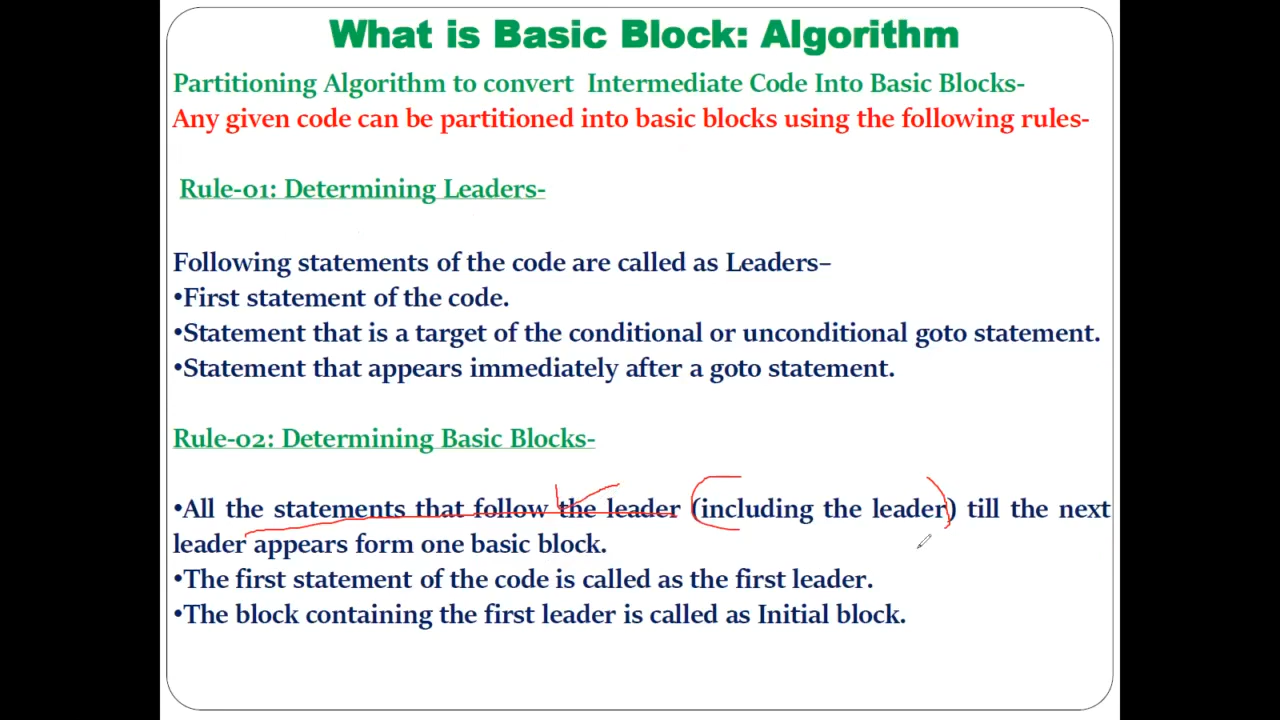 What is Basic Block: Algorithm
Partitioning Algorithm to convert Intermediate Code Into Basic Blocks-
Any given code can be partitioned into basic blocks using the following rules-
Rule-01: Determining Leaders-
Following statements of the code are called as Leaders–
•First statement of the code.
•Statement that is a target of the conditional or unconditional goto statement.
•Statement that appears immediately after a goto statement.
Rule-02: Determining Basic Blocks-
•All the statements that follow the leader (including the leader) till the next
leader appears form one basic block.
•The first statement of the code is called as the first leader.
•The block containing the first leader is called as Initial block.